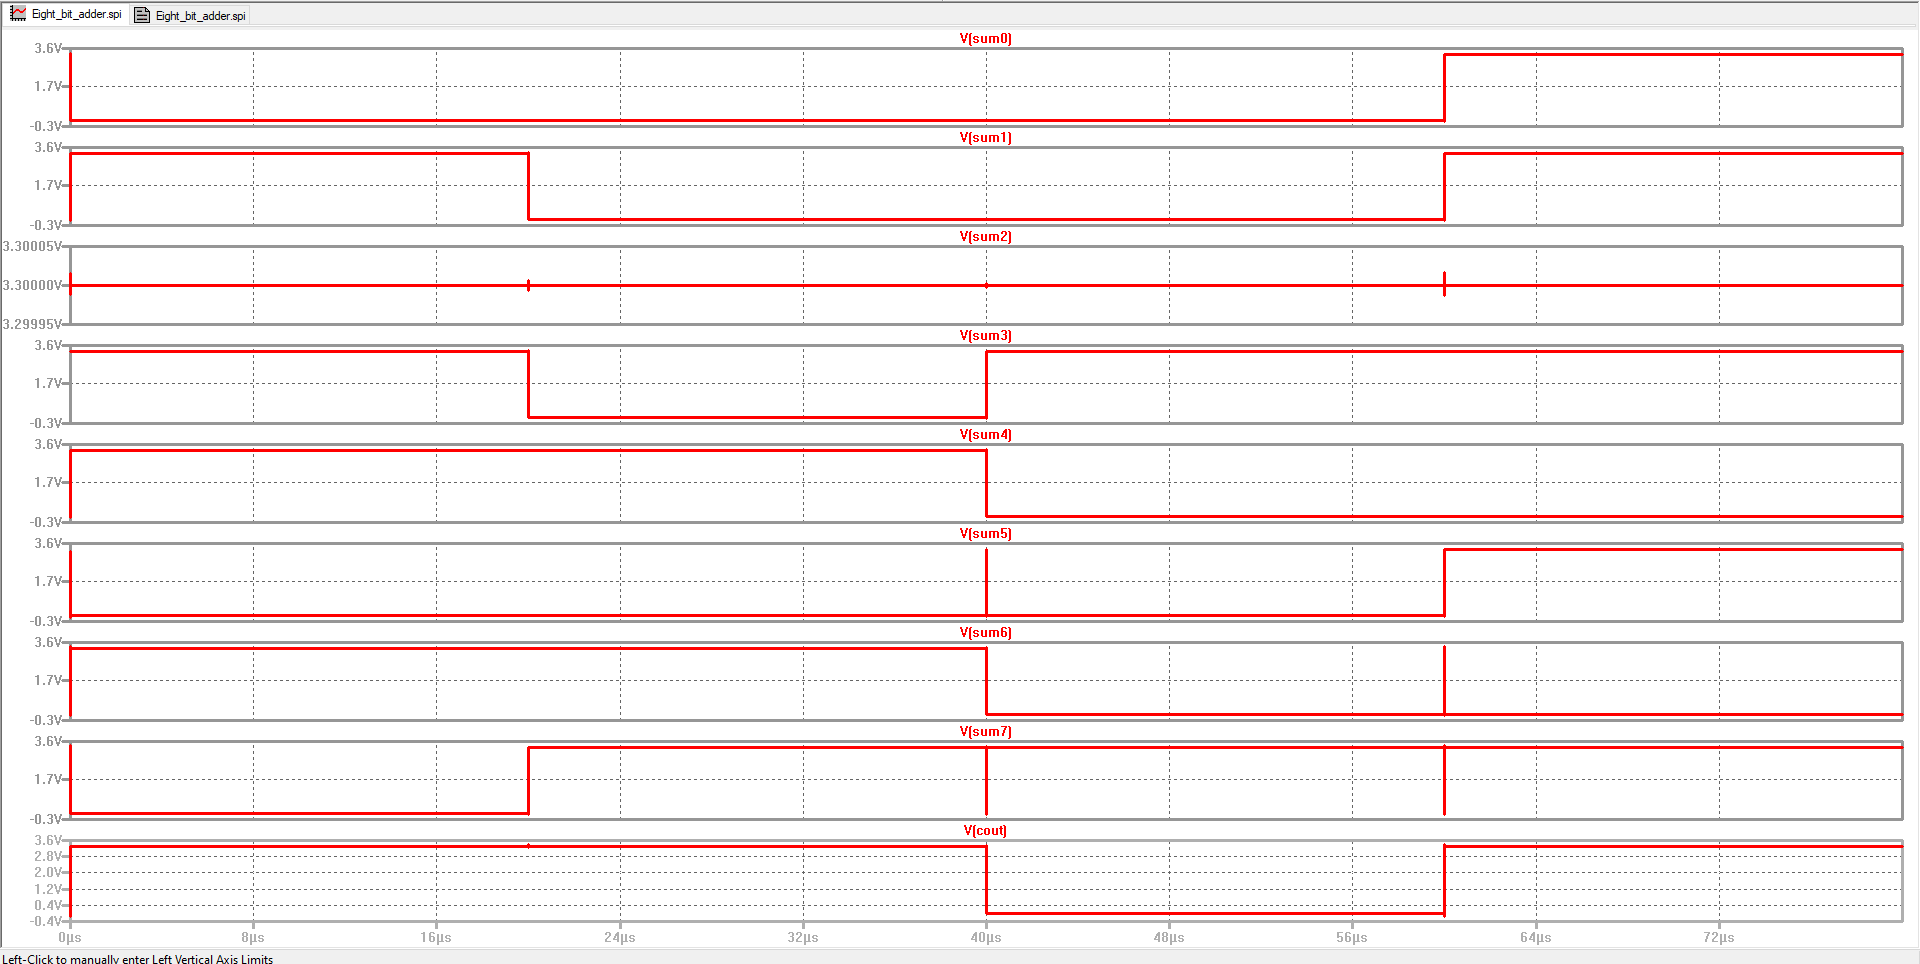 Eight_bit_adder.spi Eight_bit_adder.spi
V(sum0)
3.6V
1.7V
-0.3V
V(sum1)
3.6V
1.7V
-0.3V
V(sum2)
3.30005V
3.30000V
3.29995V
V(sum3)
3.6V
1.7V
-0.3V
V(sum4)
3.6V
1.7V
-0.3V
V(sum5)
3.6V
1.7V
-0.3V
V(sum6)
3.6V
1.7V
-0.3V
V(sum7)
3.6V
1.7V
-0.3V
V(cout)
3.6V
2.8V
2.0V
1.2V
0.4V
-0.4V
0µs 8µs 16µs 24µs 32µs 40µs 48µs 56µs 64µs 72µs
Left-Click to manually enter Left Vertical Axis Limits